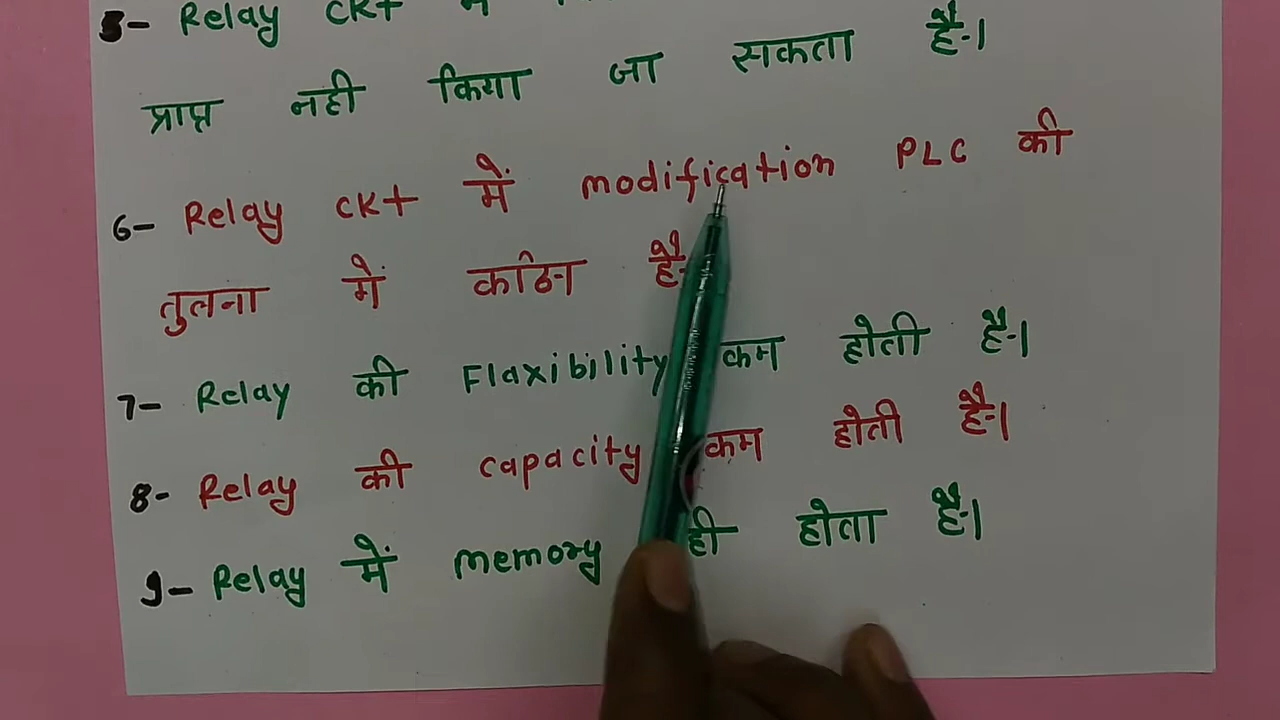 5- Relay CKT में
प्राप्त नही किया जा सकता है-।
6- Relay CKT में modification PLC की
तुलना में कठिन है-
7- Relay की Flaxibility कम होती है-।
8- Relay की capacity कम होती है-।
9- Relay में memory ही होता है-।